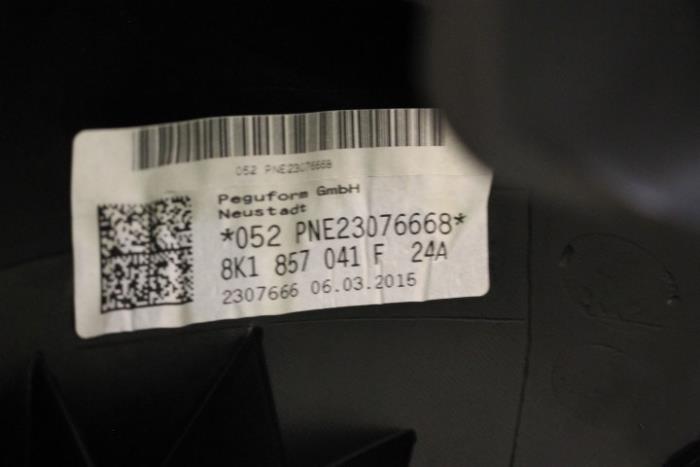 052 PNE23076668
Peguform GmbH
Neustadt
*052 PNE23076668*
8K1 857 041 F 24A
2307666 06.03.2015